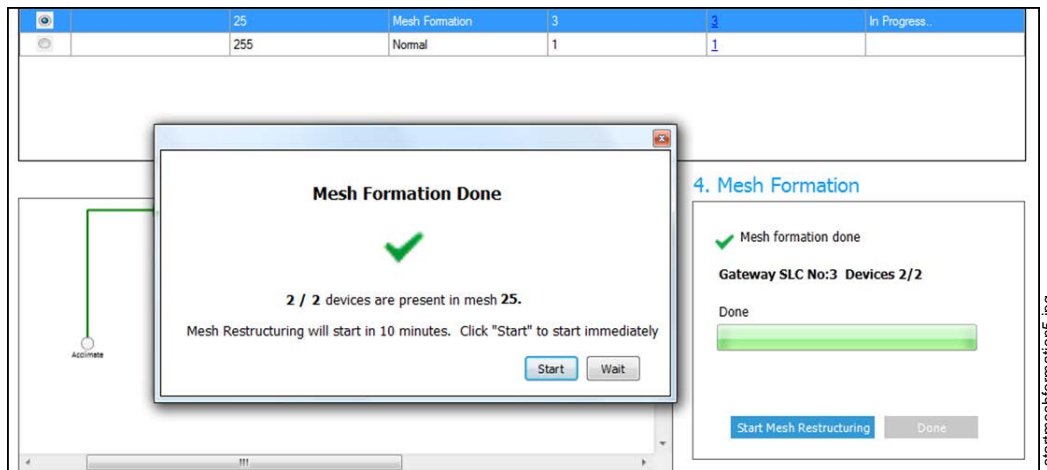 25 Mesh Formation 3 3 In Progress..
255 Normal 1 1
Mesh Formation Done
2 / 2 devices are present in mesh 25.
Mesh Restructuring will start in 10 minutes. Click "Start" to start immediately
Start Wait
Acclmate
4. Mesh Formation
Mesh formation done
Gateway SLC No:3 Devices 2/2
Done
Start Mesh Restructuring Done
startmeshformation5.jpg